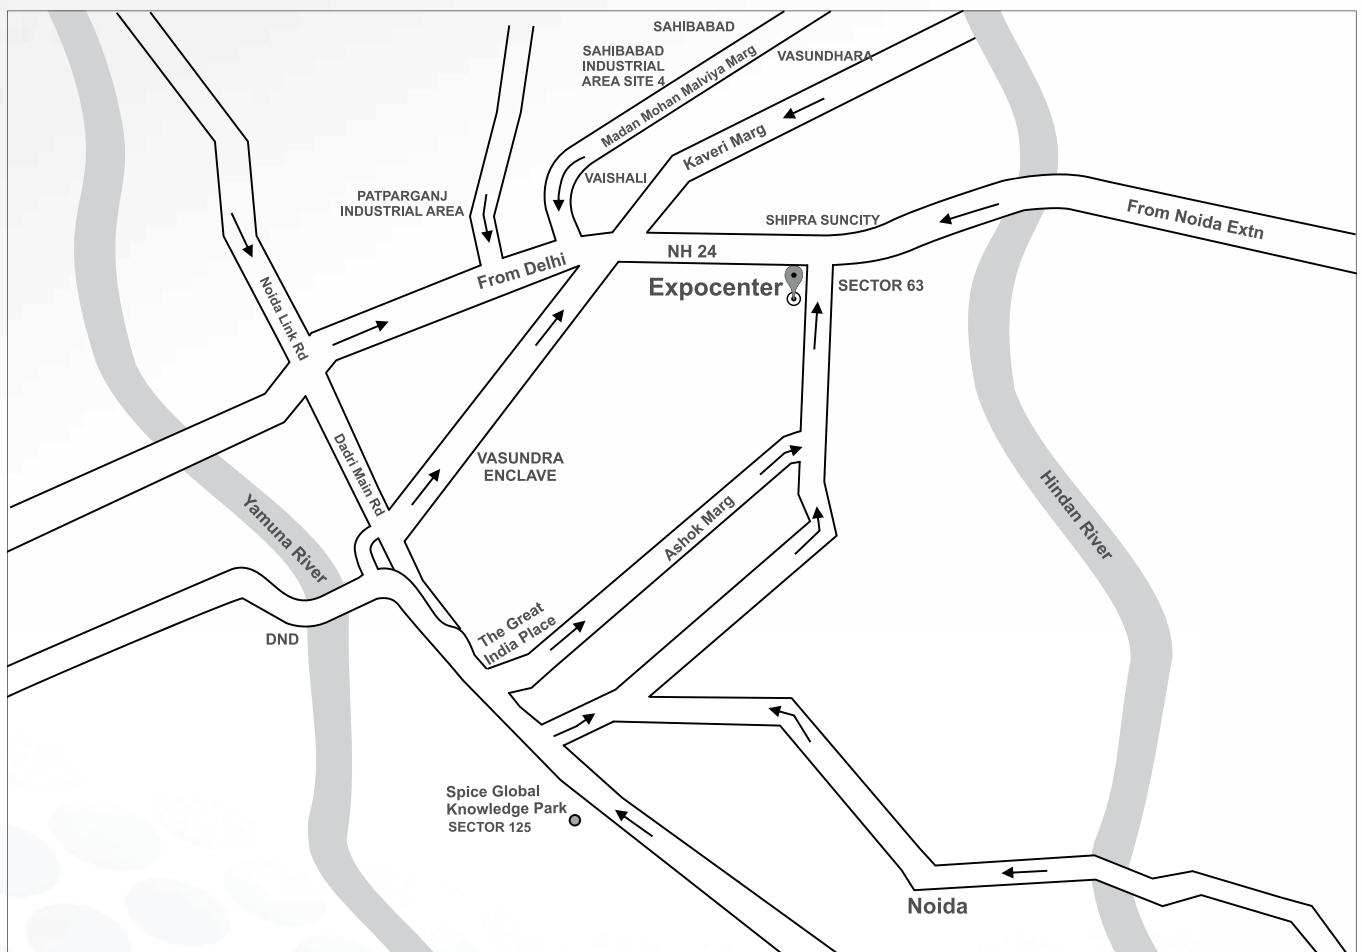 SAHIBABAD
SAHIBABAD
INDUSTRIAL
AREA SITE 4
Madan Mohan Malviya Marg
VASUNDHARA
Kaveri Marg
VAISHALI
PATPARGANJ
INDUSTRIAL AREA
SHIPRA SUNCITY
From Noida Extn
NH 24
From Delhi
Expocenter
SECTOR 63
Noida Link Rd
Dadri Main Rd
VASUNDRA
ENCLAVE
Yamuna River
Ashok Marg
Hindan River
The Great
India Place
DND
Spice Global
Knowledge Park
SECTOR 125
Noida